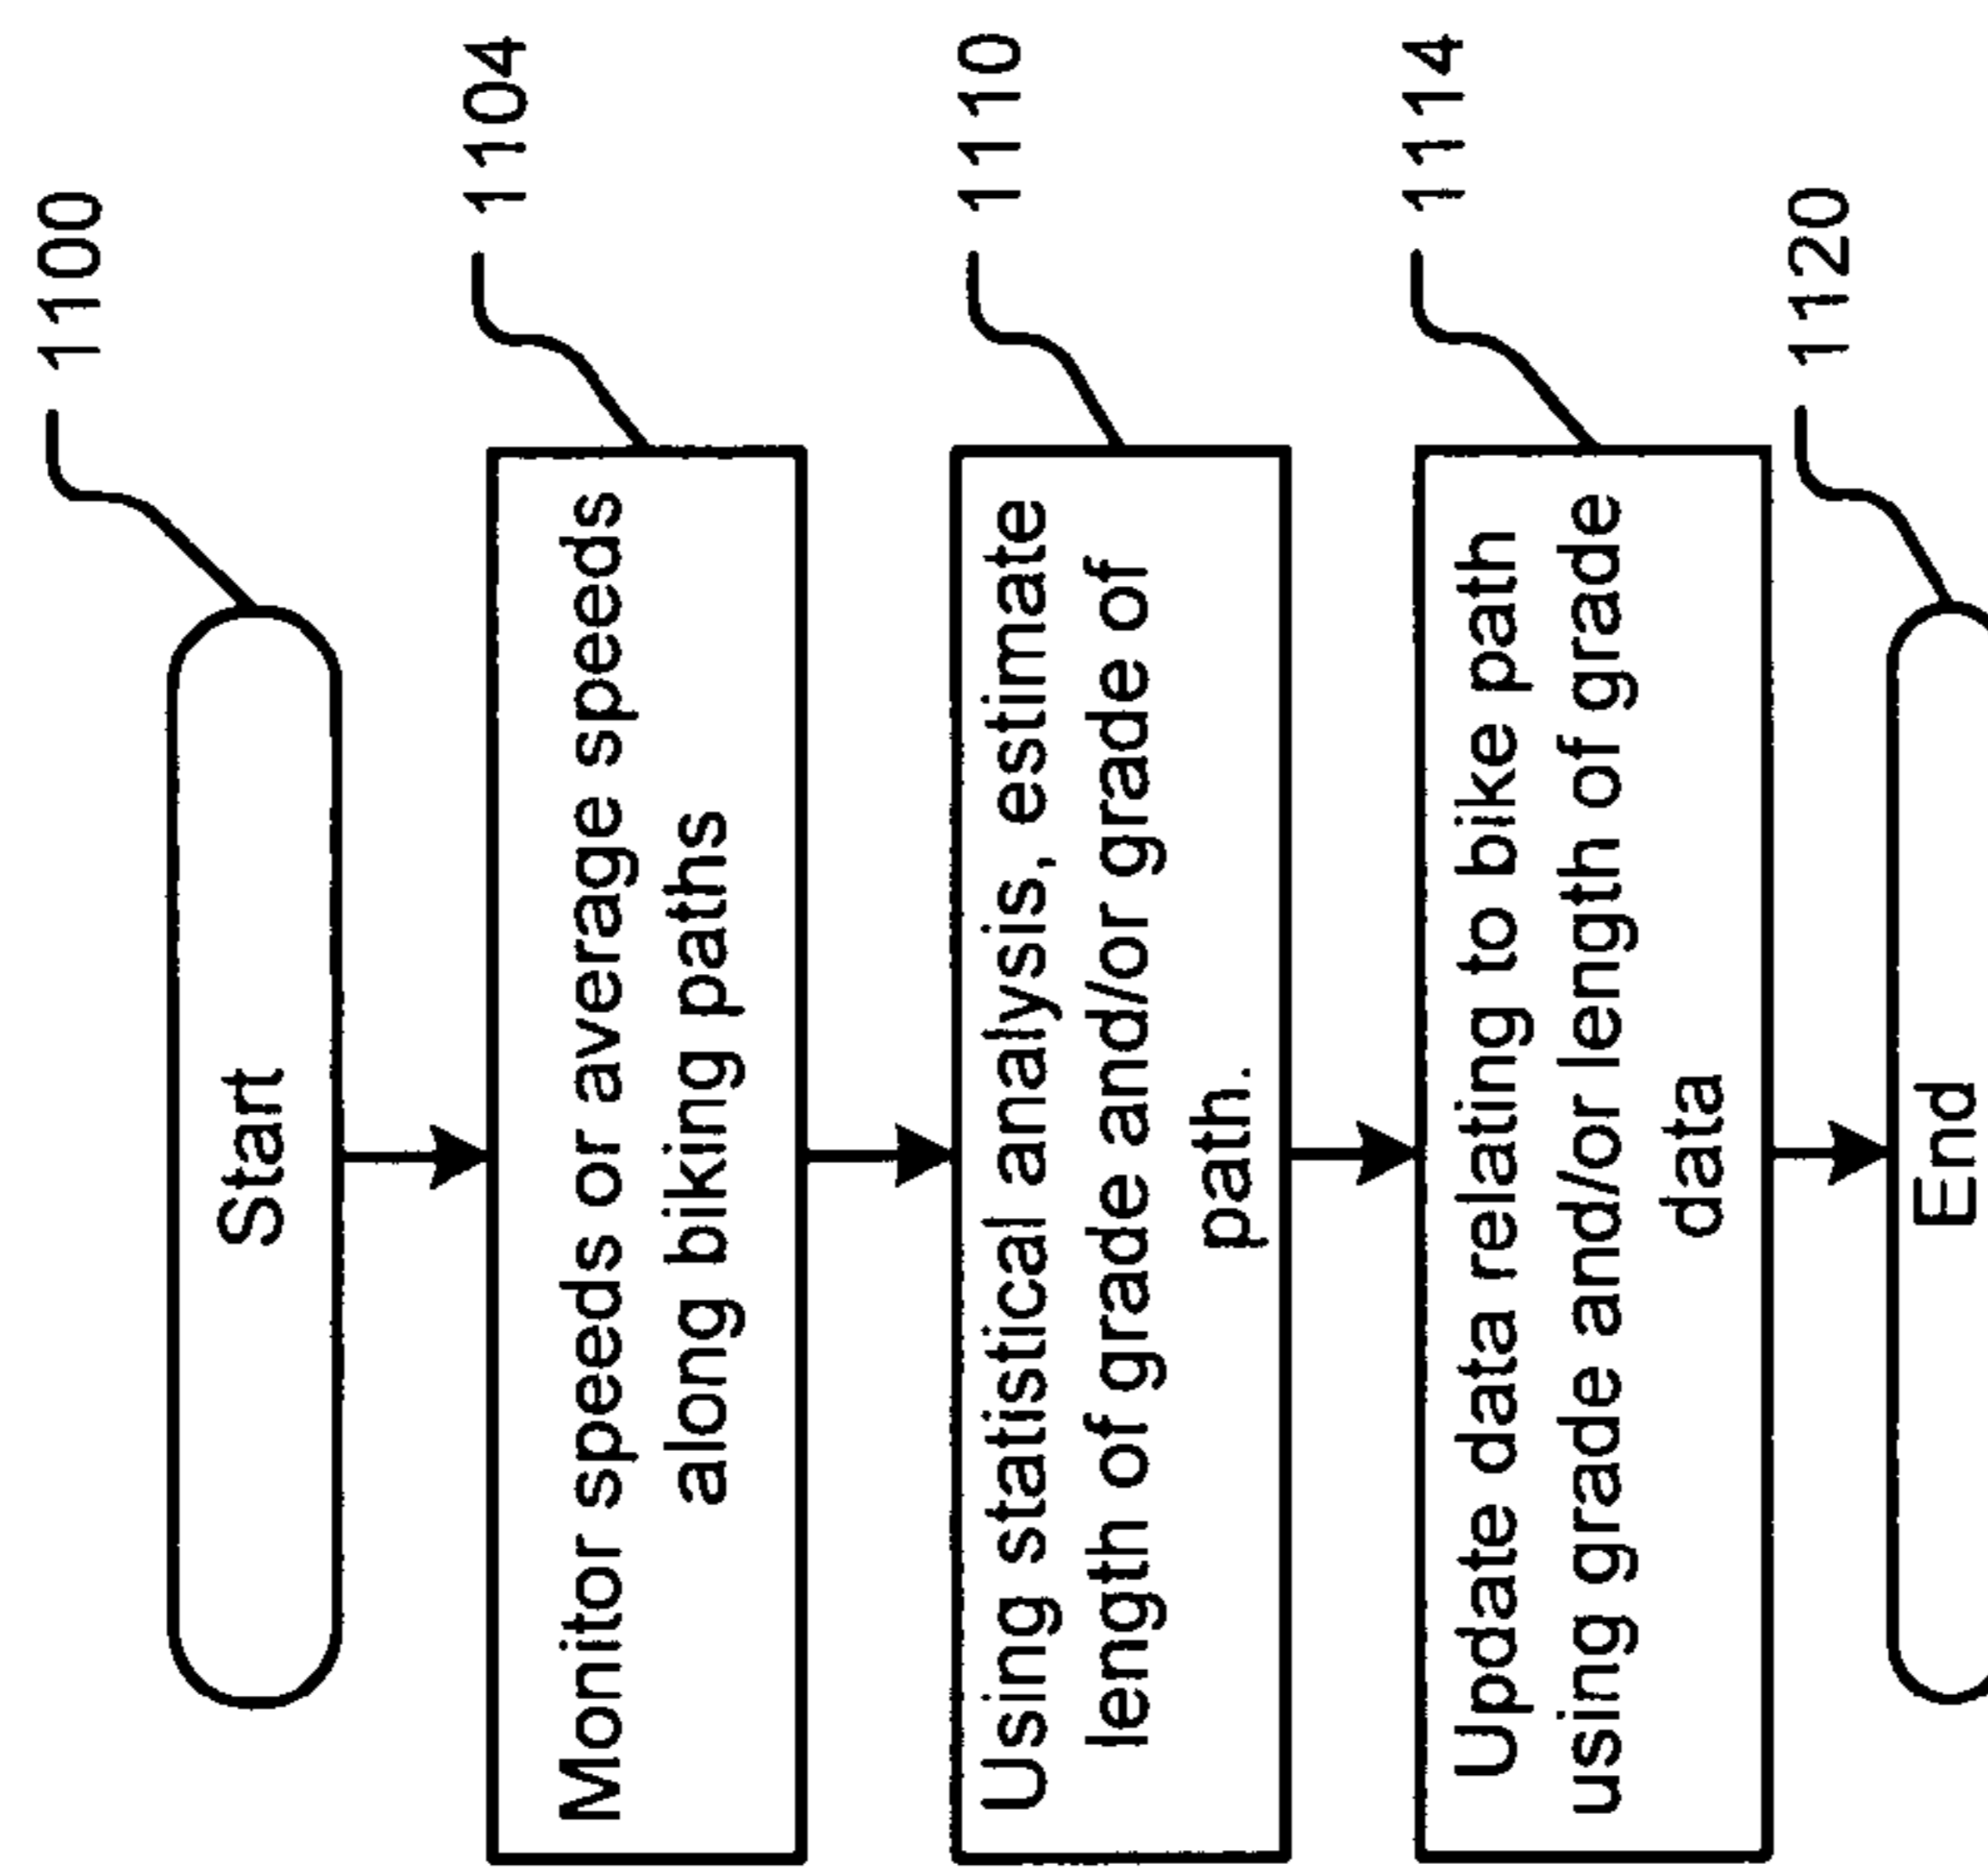 1100
Start
1104
Monitor speeds or average speeds
along biking paths
1110
Using statistical analysis, estimate
length of grade and/or grade of
path.
1114
Update data relating to bike path
using grade and/or length of grade
data
1120
End